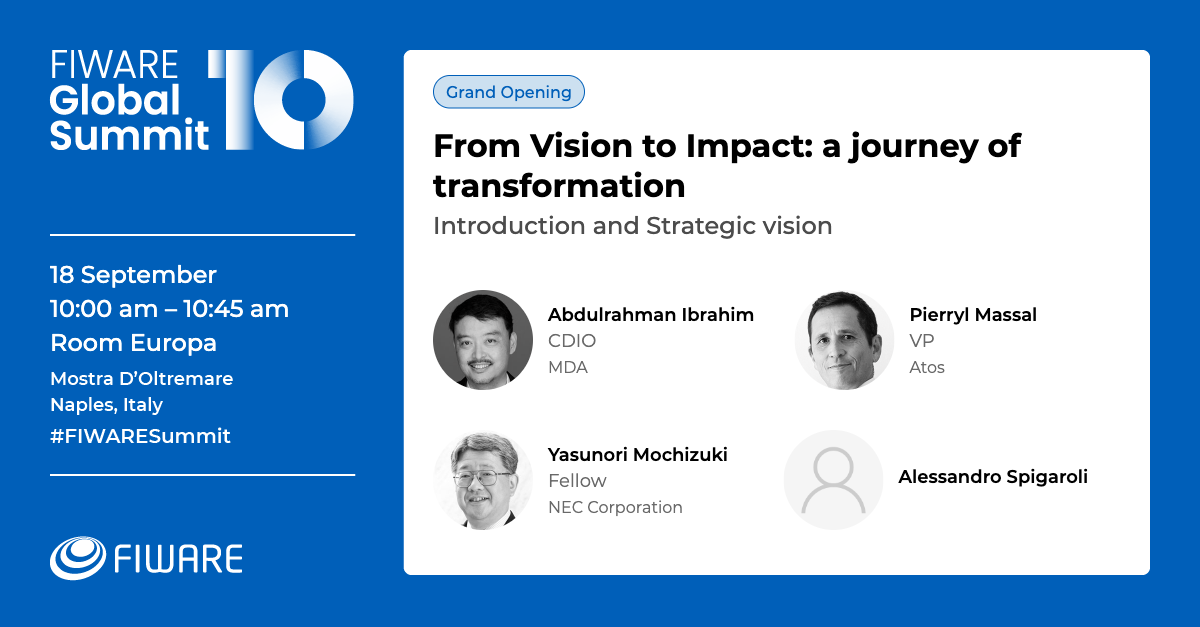 FIWARE
Global
Summit
10
18 September
10:00 am – 10:45 am
Room Europa
Mostra D’Oltremare
Naples, Italy
#FIWARESummit
FIWARE
Grand Opening
From Vision to Impact: a journey of
transformation
Introduction and Strategic vision
Abdulrahman Ibrahim
CDIO
MDA
Pierryl Massal
VP
Atos
Yasunori Mochizuki
Fellow
NEC Corporation
Alessandro Spigaroli